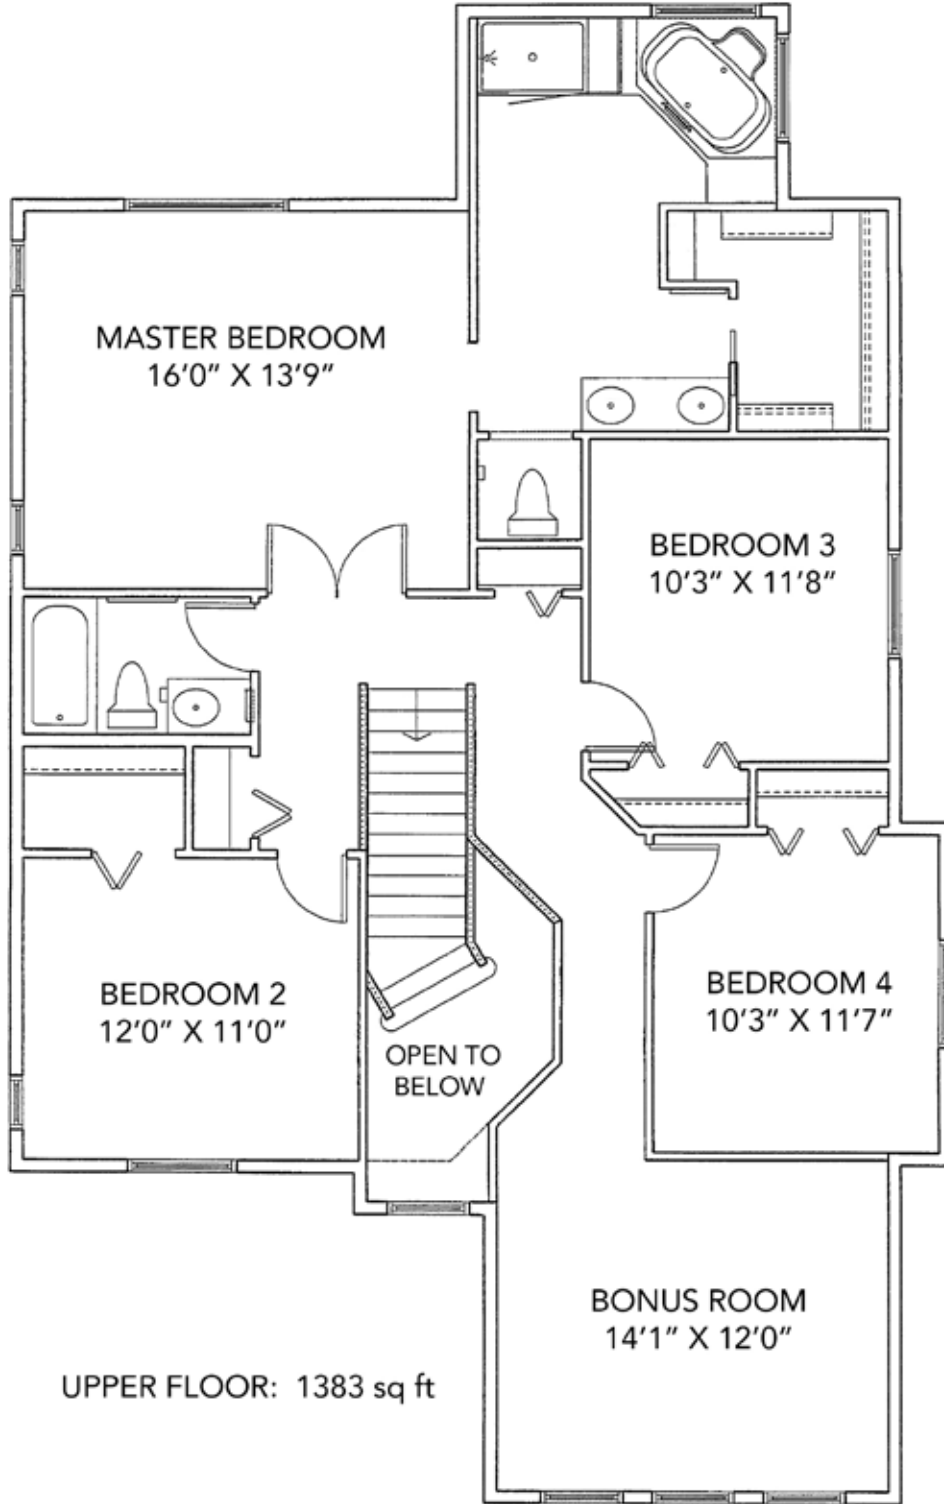 MASTER BEDROOM
16'0" X 13'9"
BEDROOM 3
10'3" X 11'8"
BEDROOM 2
12'0" X 11'0"
BEDROOM 4
10'3" X 11'7"
OPEN TO
BELOW
BONUS ROOM
14'1" X 12'0"
UPPER FLOOR: 1383 sq ft